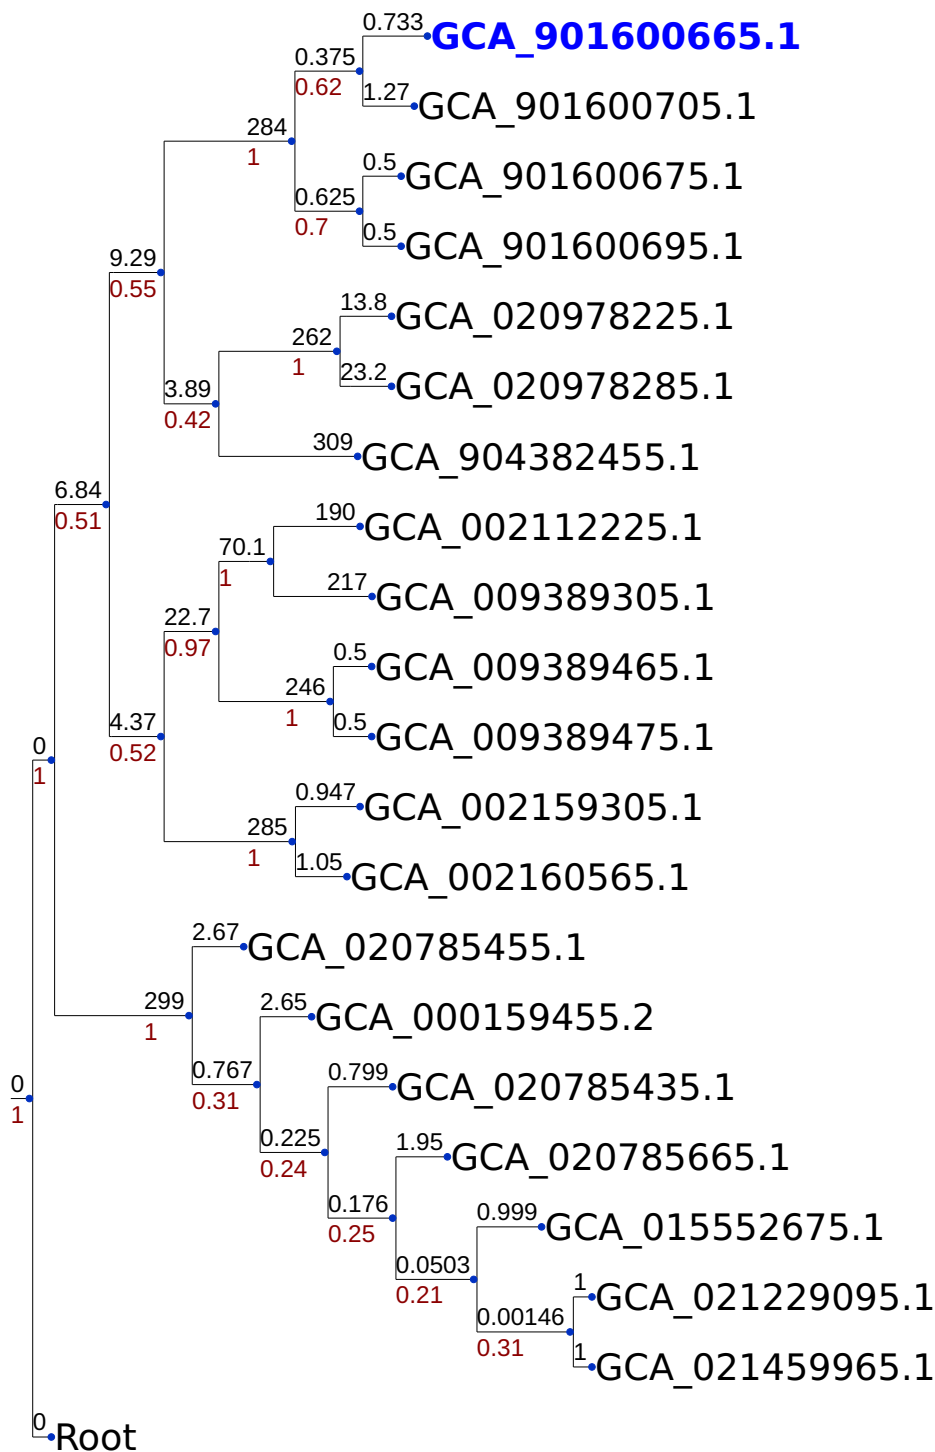 0.733
GCA_901600665.1
0.375
0.62
1.27
GCA_901600705.1
284
1
0.5
GCA_901600675.1
0.625
0.7
0.5
GCA_901600695.1
9.29
0.55
13.8
GCA_020978225.1
262
1
23.2
GCA_020978285.1
3.89
0.42
309
GCA_904382455.1
6.84
0.51
190
GCA_002112225.1
70.1
1
217
GCA_009389305.1
22.7
0.97
0.5
GCA_009389465.1
246
1
0.5
GCA_009389475.1
4.37
0.52
0
1
0.947
GCA_002159305.1
285
1
1.05
GCA_002160565.1
2.67
GCA_020785455.1
299
1
2.65
GCA_000159455.2
0.767
0.31
0
1
0.799
GCA_020785435.1
0.225
0.24
1.95
GCA_020785665.1
0.176
0.25
0.999
GCA_015552675.1
0.0503
0.21
1
GCA_021229095.1
0.00146
0.31
1
GCA_021459965.1
0
Root